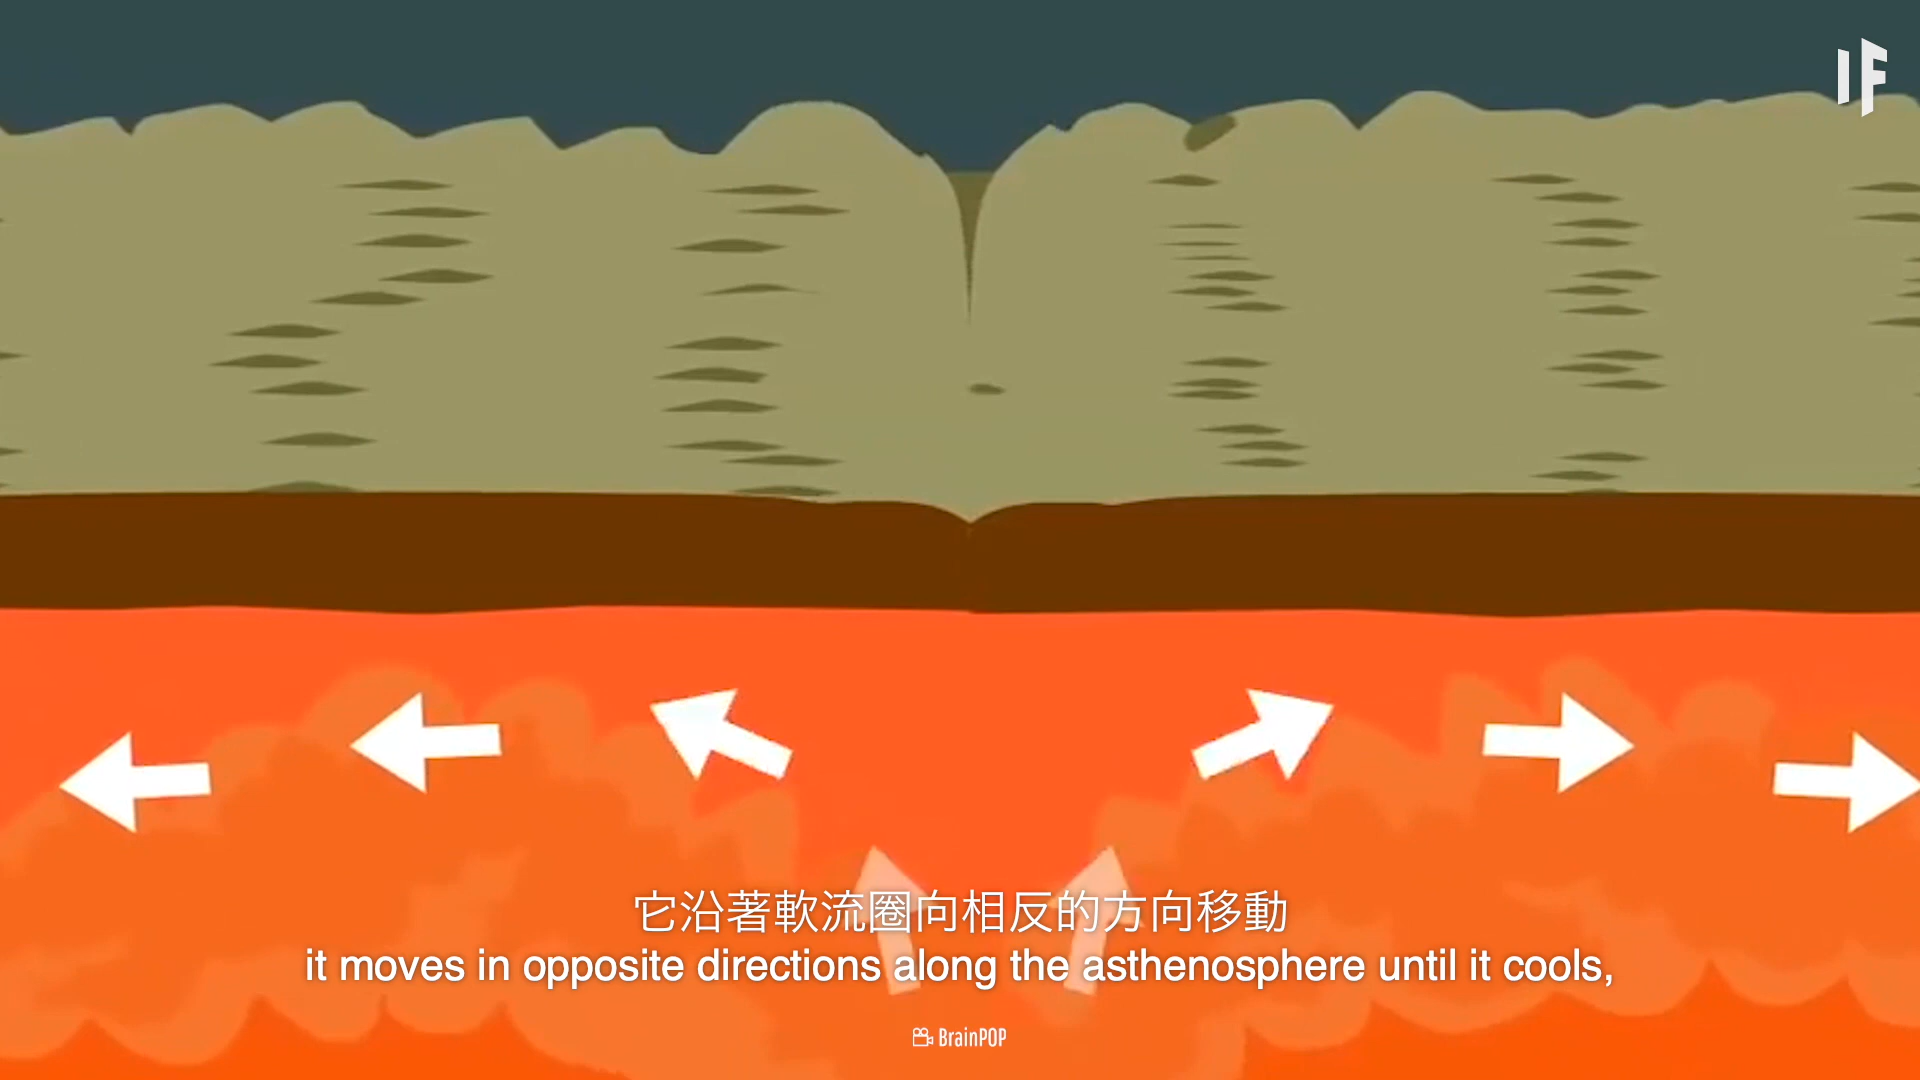 IF
它沿著軟流圈向相反的方向移動
it moves in opposite directions along the asthenosphere until it cools,
BrainPOP